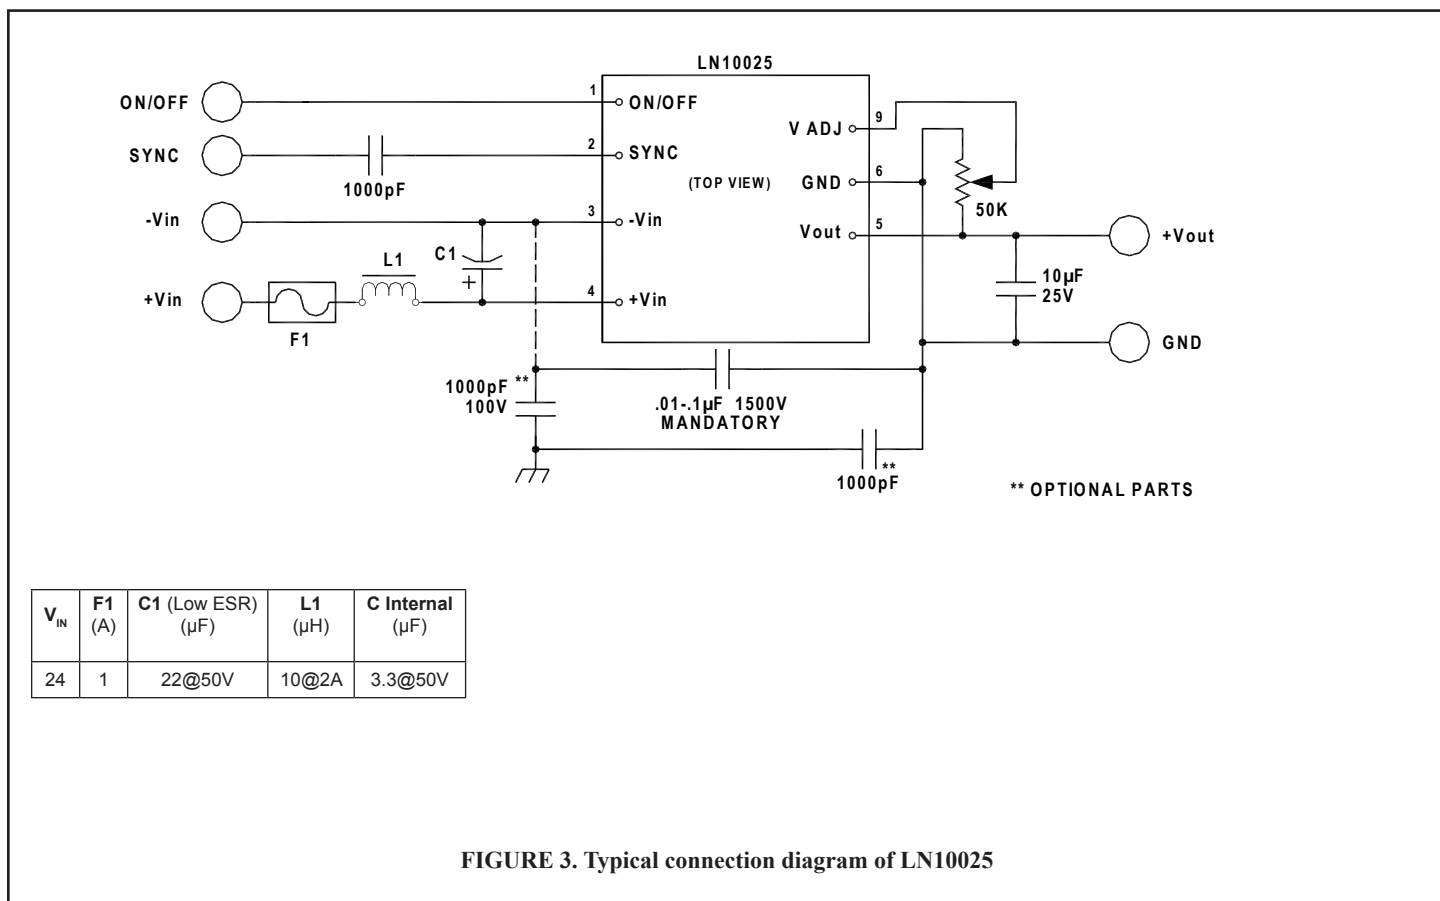 LN10025
ON/OFF
1
ON/OFF
SYNC
1000pF
2
SYNC
(TOP VIEW)
-Vin
3
-Vin
C1
+
L1
+Vin
F1
4
+Vin
V ADJ
9
GND
6
50K
Vout
5
+Vout
10µF
25V
GND
1000pF **
100V
.01-.1µF 1500V
MANDATORY
**
1000pF
** OPTIONAL PARTS
VIN F1 (A) C1 (Low ESR) (µF) L1 (µH) C Internal (µF)
24 1 22@50V 10@2A 3.3@50V
FIGURE 3. Typical connection diagram of LN10025